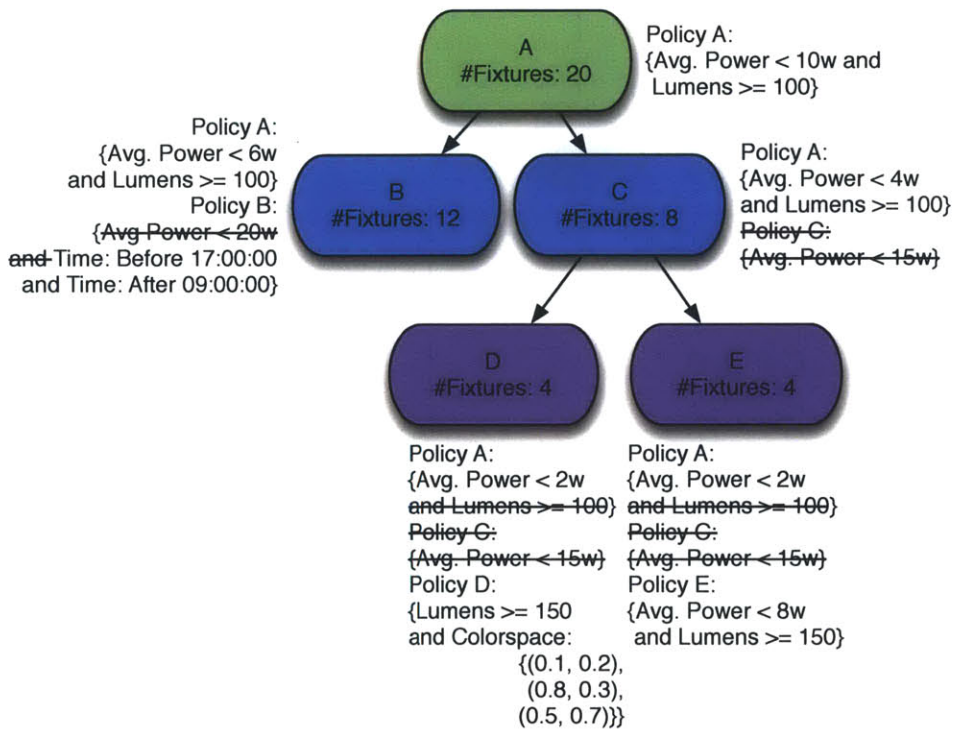 A
#Fixtures: 20
Policy A:
{Avg. Power < 10w and
Lumens >= 100}
Policy A:
{Avg. Power < 6w
and Lumens >= 100}
Policy B:
{Avg Power < 20w
and Time: Before 17:00:00
and Time: After 09:00:00}
B
#Fixtures: 12
C
#Fixtures: 8
Policy A:
{Avg. Power < 4w
and Lumens >= 100}
Policy C:
{Avg. Power < 15w}
D
#Fixtures: 4
E
#Fixtures: 4
Policy A:
{Avg. Power < 2w
and Lumens >= 100}
Policy C:
{Avg. Power < 15w}
Policy D:
{Lumens >= 150
and Colorspace:
{(0.1, 0.2),
(0.8, 0.3),
(0.5, 0.7)}}
Policy A:
{Avg. Power < 2w
and Lumens >= 100}
Policy C:
{Avg. Power < 15w}
Policy E:
{Avg. Power < 8w
and Lumens >= 150}